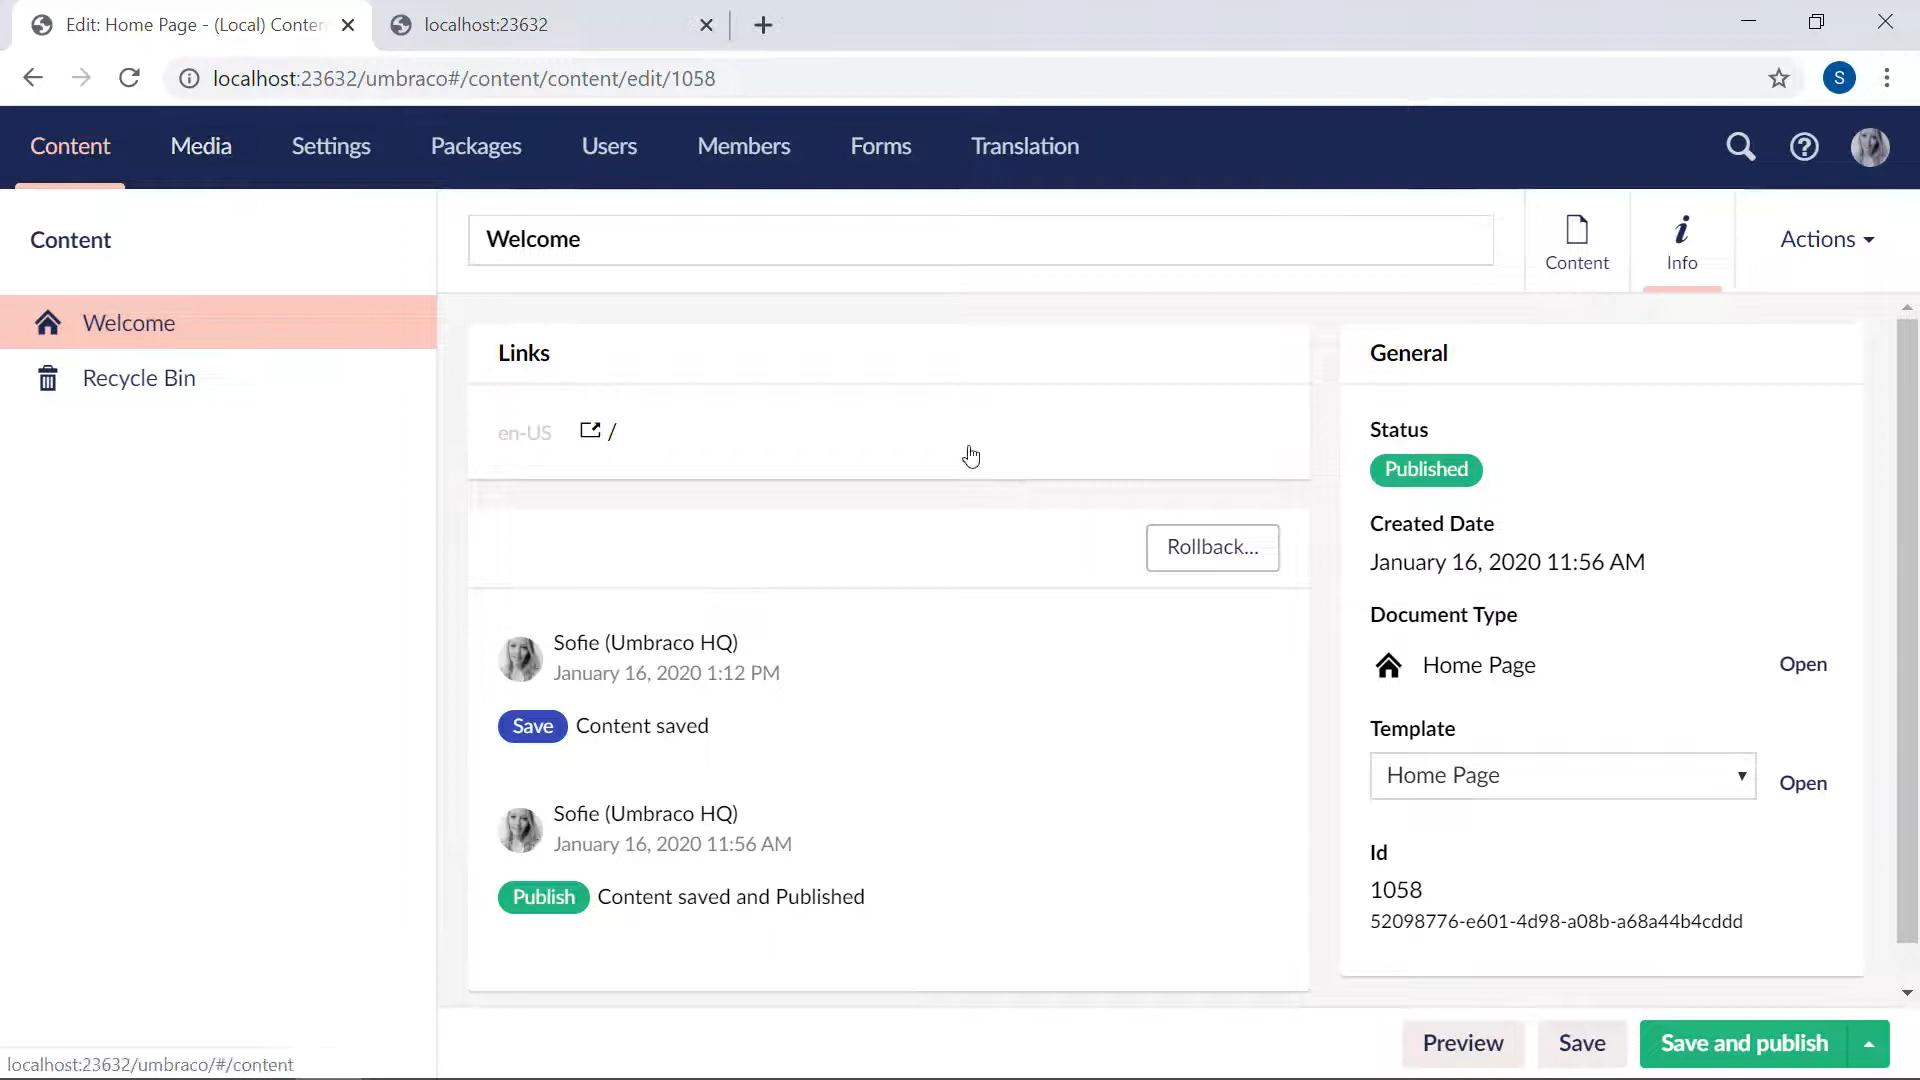 Edit: Home Page - (Local) Conten
localhost:23632
localhost:23632/umbraco#/content/content/edit/1058
S
Content Media Settings Packages Users Members Forms Translation
Content
Welcome
Recycle Bin
Welcome
Content
Info
Actions
Links
en-US /
Rollback...
Sofie (Umbraco HQ)
January 16, 2020 1:12 PM
Save Content saved
Sofie (Umbraco HQ)
January 16, 2020 11:56 AM
Publish Content saved and Published
General
Status
Published
Created Date
January 16, 2020 11:56 AM
Document Type
Home Page Open
Template
Home Page Open
Id
1058
52098776-e601-4d98-a08b-a68a44b4cddd
Preview Save Save and publish
localhost:23632/umbraco/#/content